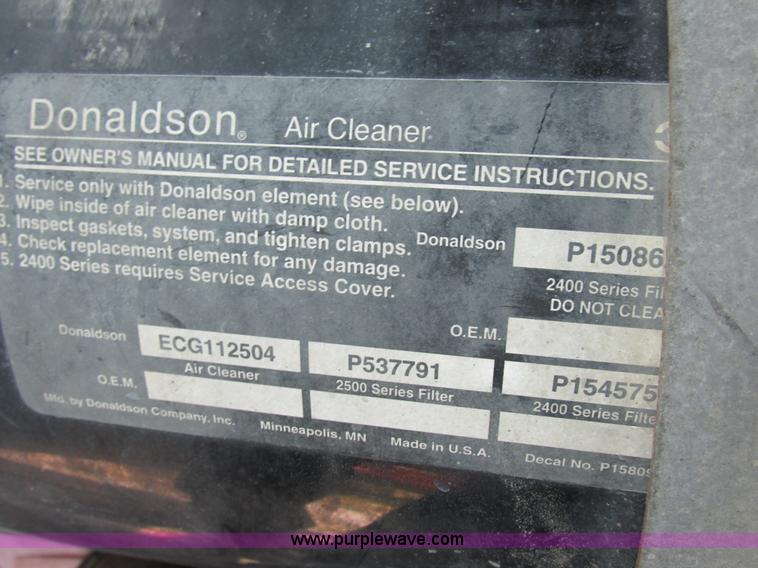 Donaldson® Air Cleaner
SEE OWNER'S MANUAL FOR DETAILED SERVICE INSTRUCTIONS.
1. Service only with Donaldson element (see below).
2. Wipe inside of air cleaner with damp cloth.
3. Inspect gaskets, system, and tighten clamps.
4. Check replacement element for any damage.
5. 2400 Series requires Service Access Cover.
Donaldson P15086
2400 Series Fil
DO NOT CLEA
O.E.M.
Donaldson ECG112504 P537791 P154575
Air Cleaner 2500 Series Filter 2400 Series Filte
O.E.M.
Mfd. by Donaldson Company, Inc. Minneapolis, MN Made in U.S.A. Decal No. P15809
www.purplewave.com